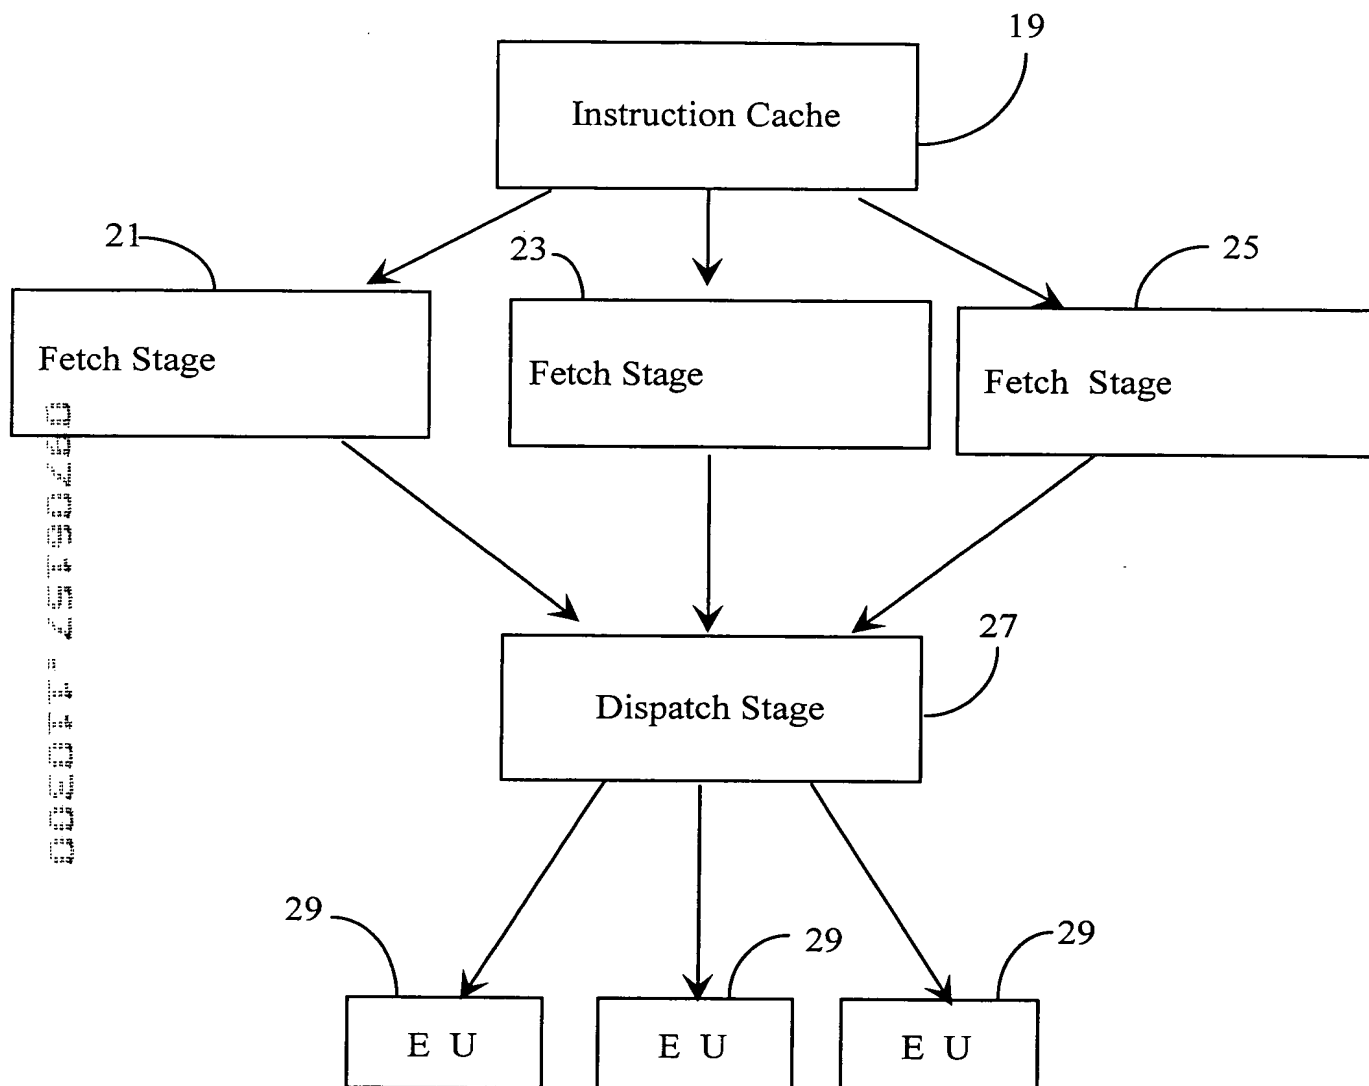 19
Instruction Cache
21
23
25
Fetch Stage
Fetch Stage
Fetch Stage
27
Dispatch Stage
29
29
29
E U
E U
E U